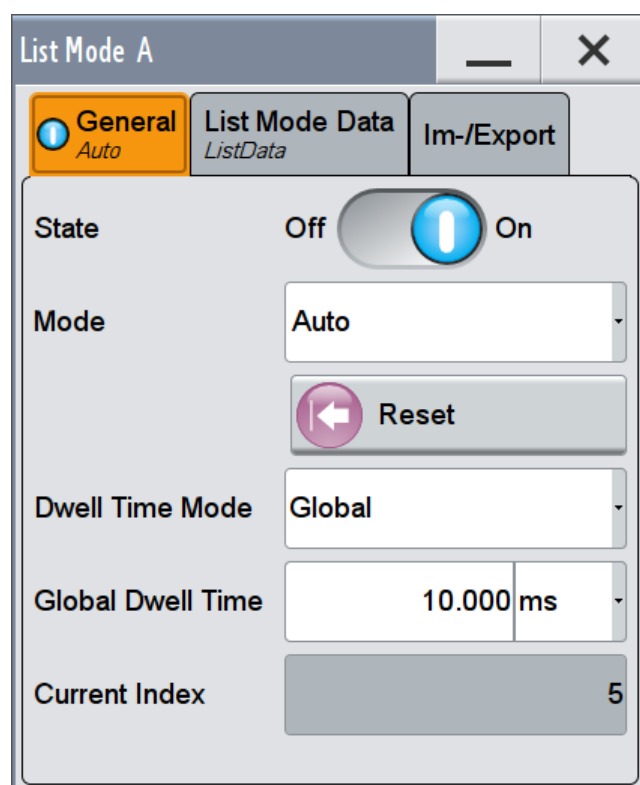 List Mode A
General
Auto
List Mode Data
ListData
Im-/Export
State Off On
Mode Auto
Reset
Dwell Time Mode Global
Global Dwell Time 10.000 ms
Current Index 5